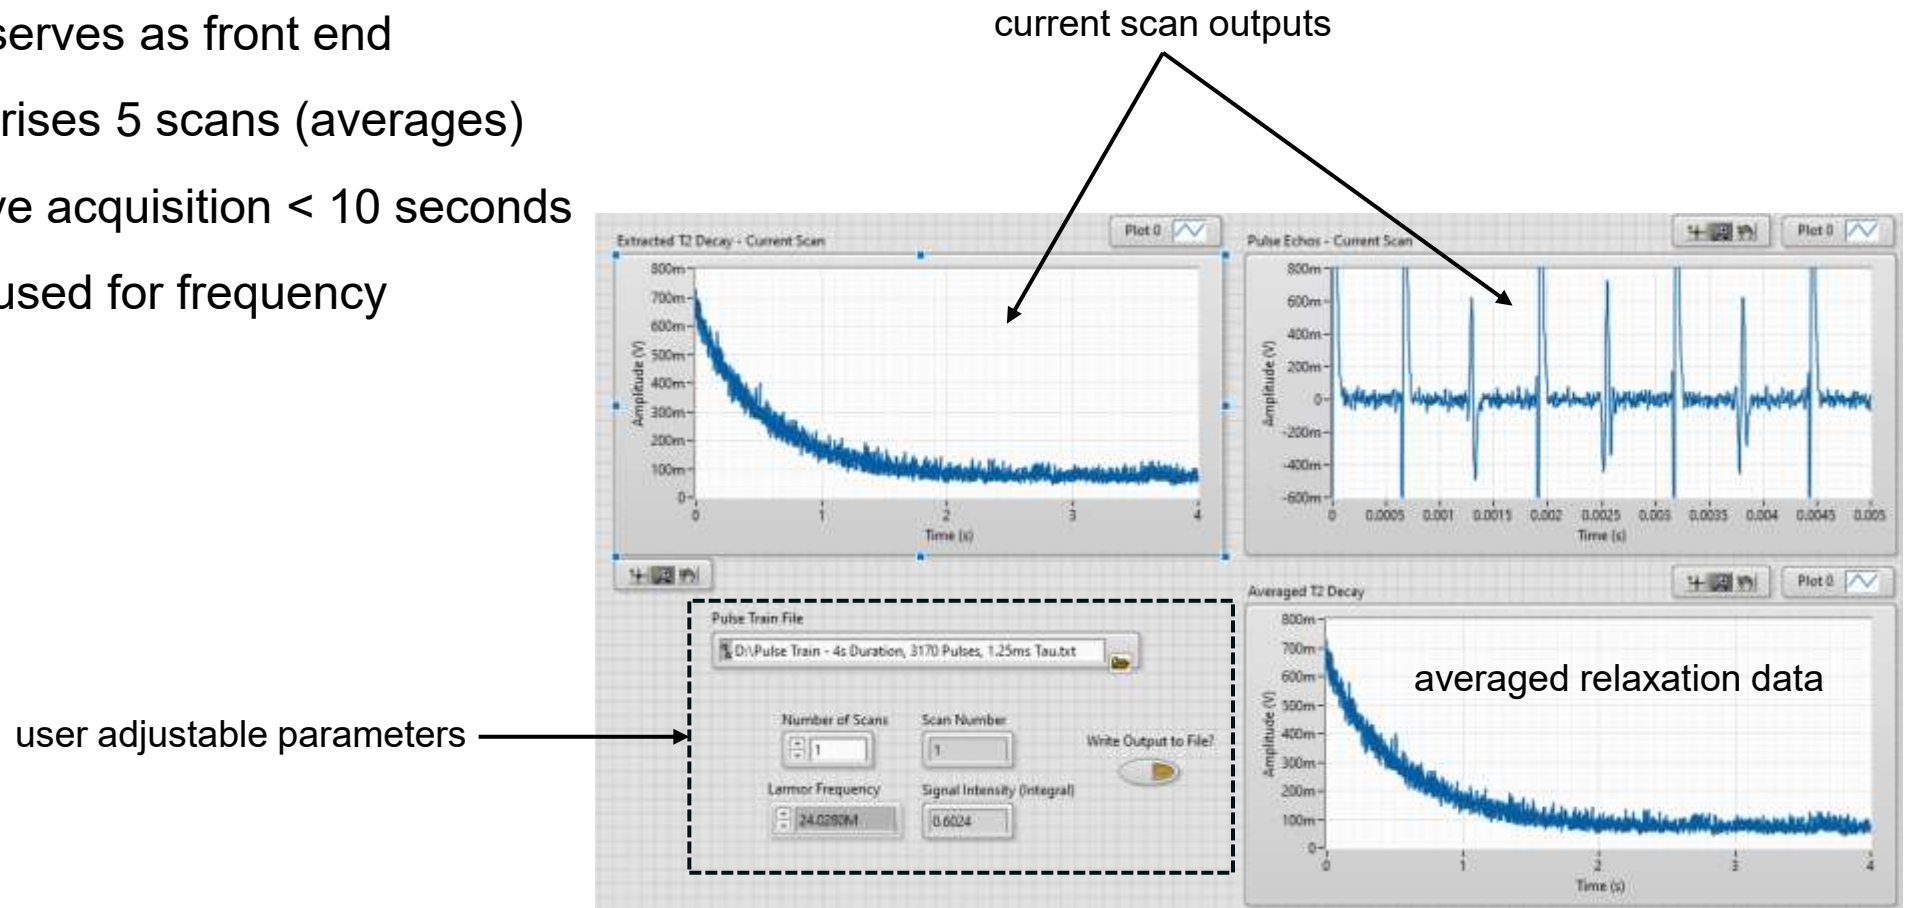 serves as front end
rises 5 scans (averages)
ve acquisition < 10 seconds
used for frequency
current scan outputs
Extracted T2 Decay - Current Scan
Plot 0
800m
700m
600m
500m
400m
300m
200m
100m
0
Amplitude (V)
0 1 2 3 4
Time (s)
Pulse Echos - Current Scan
Plot 0
800m
600m
400m
200m
0
-200m
-400m
-600m
Amplitude (V)
0 0.0005 0.001 0.0015 0.002 0.0025 0.003 0.0035 0.004 0.0045 0.005
Time (s)
user adjustable parameters
Pulse Train File
D:\Pulse Train - 4s Duration, 3170 Pulses, 1.25ms Tau.txt
Number of Scans
1
Scan Number
1
Write Output to File?
Larmor Frequency
24.0280M
Signal Intensity (Integral)
0.6024
Averaged T2 Decay
Plot 0
averaged relaxation data
800m
700m
600m
500m
400m
300m
200m
100m
0
Amplitude (V)
0 1 2 3 4
Time (s)